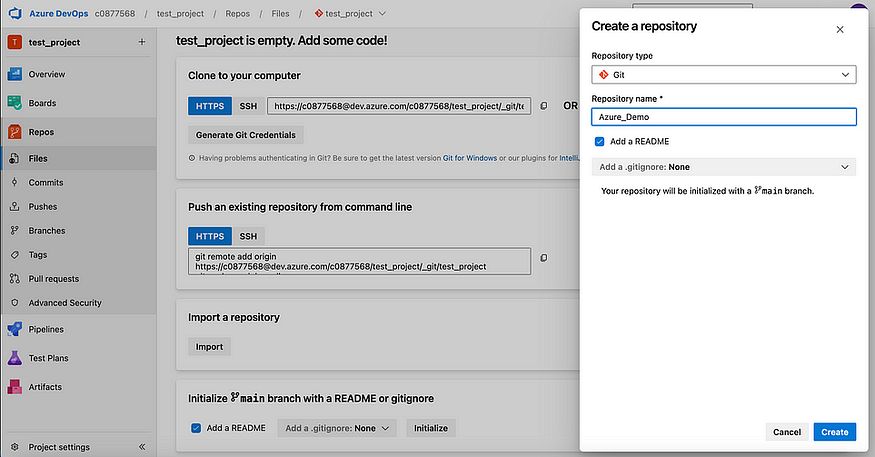 Azure DevOps c0877568 / test_project / Repos / Files / test_project
T test_project +
Overview
Boards
Repos
Files
Commits
Pushes
Branches
Tags
Pull requests
Advanced Security
Pipelines
Test Plans
Artifacts
Project settings
test_project is empty. Add some code!
Clone to your computer
HTTPS SSH https://c0877568@dev.azure.com/c0877568/test_project/_git/te OR
Generate Git Credentials
Having problems authenticating in Git? Be sure to get the latest version Git for Windows or our plugins for Intelli
Push an existing repository from command line
HTTPS SSH
git remote add origin
https://c0877568@dev.azure.com/c0877568/test_project/_git/test_project
Import a repository
Import
Initialize main branch with a README or gitignore
Add a README Add a .gitignore: None Initialize
Create a repository
Repository type
Git
Repository name *
Azure_Demo
Add a README
Add a .gitignore: None
Your repository will be initialized with a main branch.
Cancel Create